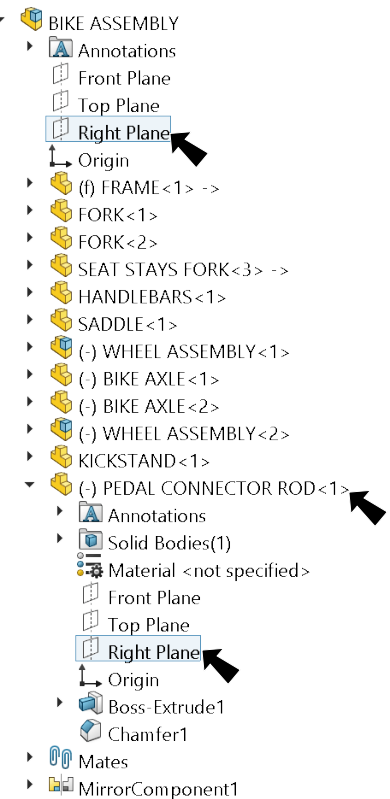 BIKE ASSEMBLY
Annotations
Front Plane
Top Plane
Right Plane
Origin
(f) FRAME<1> ->
FORK<1>
FORK<2>
SEAT STAYS FORK<3> ->
HANDLEBARS<1>
SADDLE<1>
(-) WHEEL ASSEMBLY<1>
(-) BIKE AXLE<1>
(-) BIKE AXLE<2>
(-) WHEEL ASSEMBLY<2>
KICKSTAND<1>
(-) PEDAL CONNECTOR ROD<1>
Annotations
Solid Bodies(1)
Material <not specified>
Front Plane
Top Plane
Right Plane
Origin
Boss-Extrude1
Chamfer1
Mates
MirrorComponent1